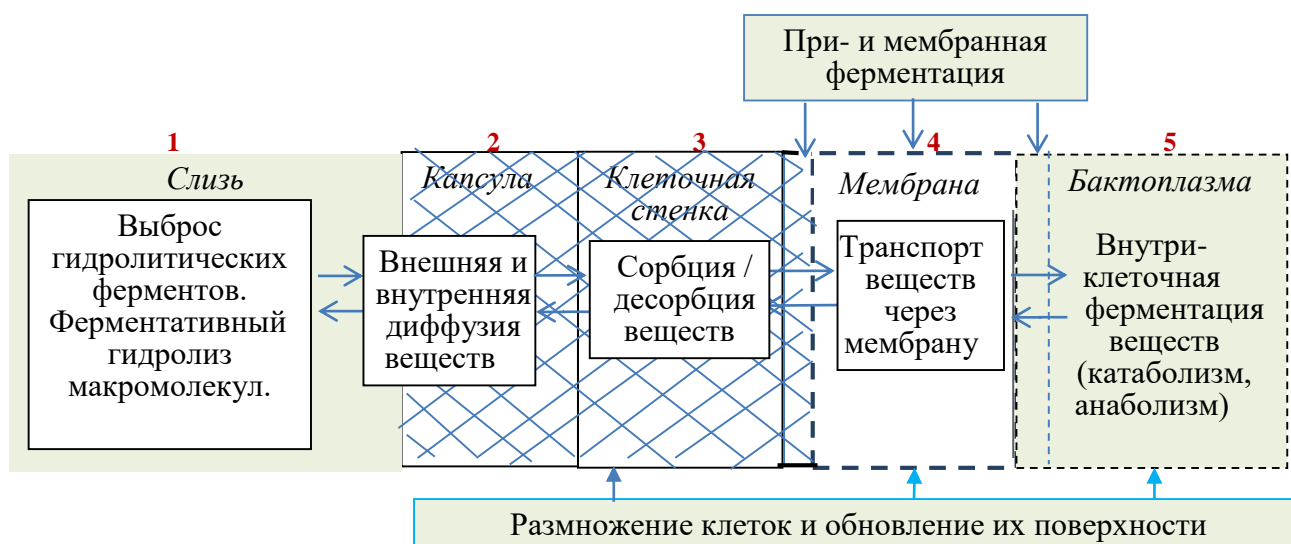 При- и мембранная
ферментация
1
2
3
4
5
Слизь
Капсула
Клеточная
стенка
Мембрана
Бактоплазма
Выброс
гидролитических
ферментов.
Ферментативный
гидролиз
макромолекул.
Внешняя и
внутренняя
диффузия
веществ
Сорбция /
десорбция
веществ
Транспорт
веществ
через
мембрану
Внутри-
клеточная
ферментация
веществ
(катаболизм,
анаболизм)
Размножение клеток и обновление их поверхности